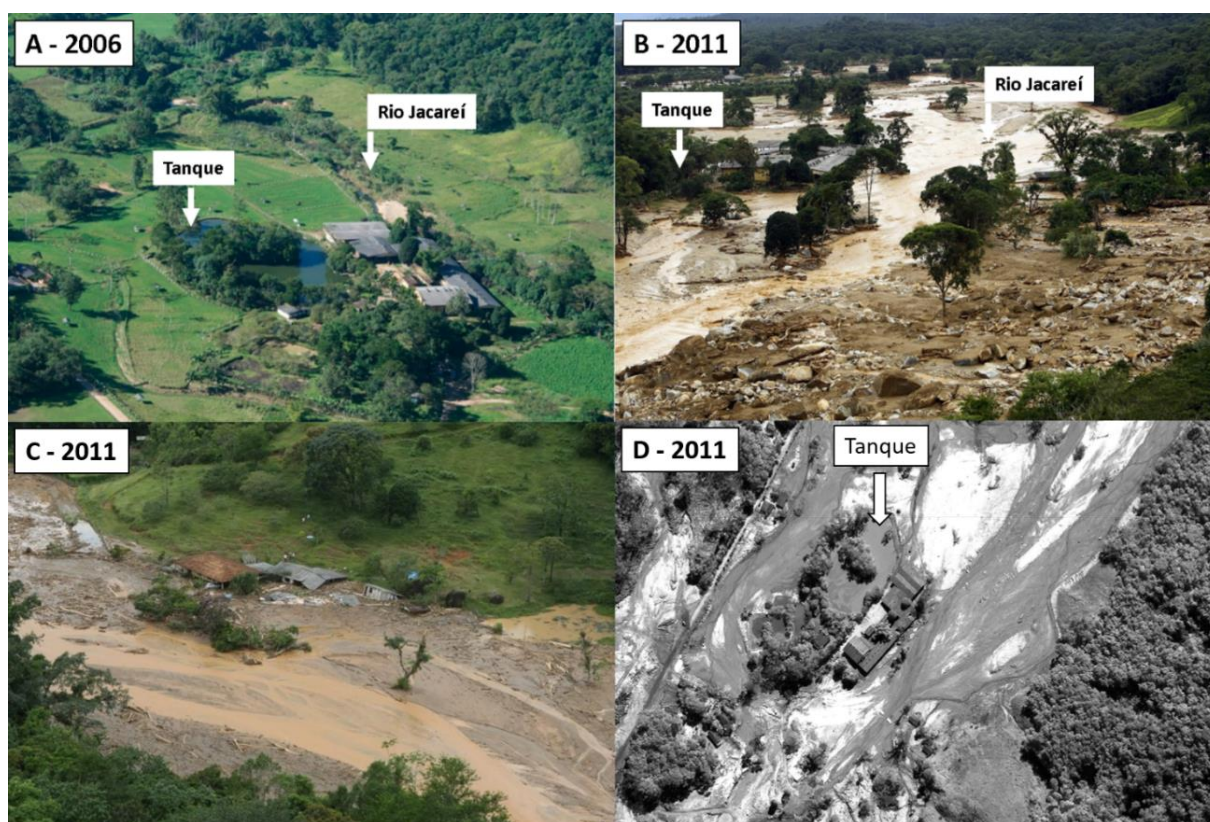 A - 2006
Tanque
Rio Jacareí
B - 2011
Tanque
Rio Jacareí
C - 2011
D - 2011
Tanque